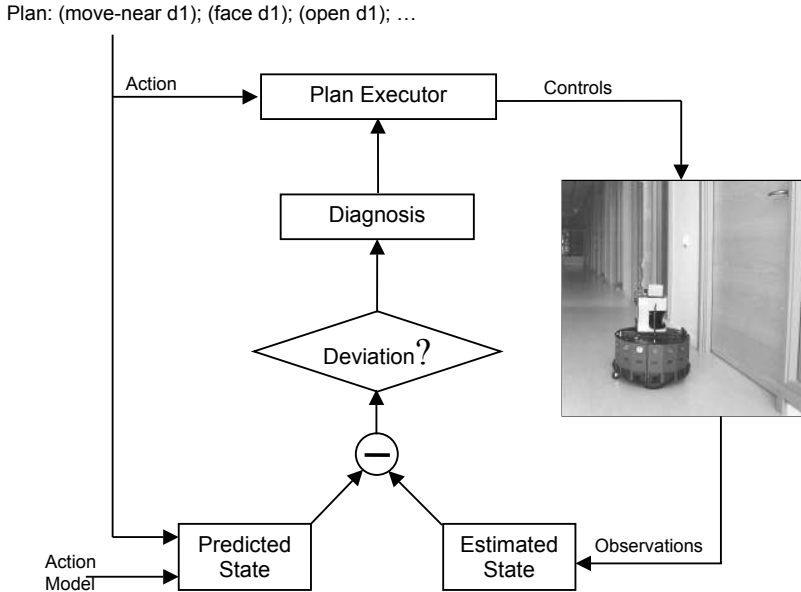 Plan: (move-near d1); (face d1); (open d1); …
Action
Plan Executor
Controls
Diagnosis
Deviation?
Predicted
State
Estimated
State
Observations
Action
Model